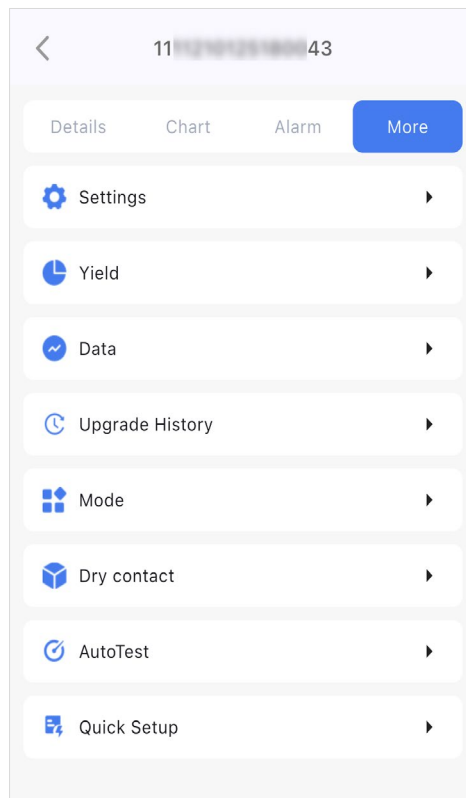 11 43
Details Chart Alarm More
Settings
Yield
Data
Upgrade History
Mode
Dry contact
AutoTest
Quick Setup